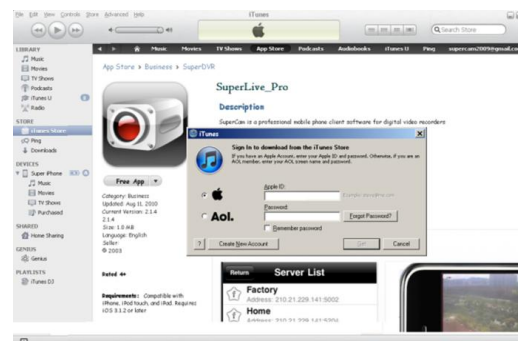 File Edit View Controls Store Advanced Help
iTunes
Search Store
Music Movies TV Shows App Store Podcasts Audiobooks iTunes U Ping
LIBRARY
Music
Movies
TV Shows
Podcasts
iTunes U
Radio
STORE
iTunes Store
Ping
Downloads
DEVICES
Super iPhone
Music
Movies
TV Shows
Purchased
SHARED
Home Sharing
GENIUS
Genius
PLAYLISTS
iTunes DJ
App Store > Business > SuperDVR
Free App
Category: Business
Updated: Aug 11, 2010
Current Version: 2.1.4
2.1.4
Size: 1.0 MB
Language: English
Seller:
© 2003
Rated 4+
Requirements: Compatible with
iPhone, iPod touch, and iPad. Requires
iOS 3.1.2 or later
SuperLive_Pro
Description
SuperCam is a professional mobile phone client software for digital video recorders
iTunes
Sign In to download from the iTunes Store
If you have an Apple Account, enter your Apple ID and password. Otherwise, if you are an
AOL member, enter your AOL screen name and password.
Apple ID:
Password:
Forgot Password?
Remember password
Aol.
? Create New Account
Cancel
Return Server List
Factory
Address: 210.21.229.141:5002
Home